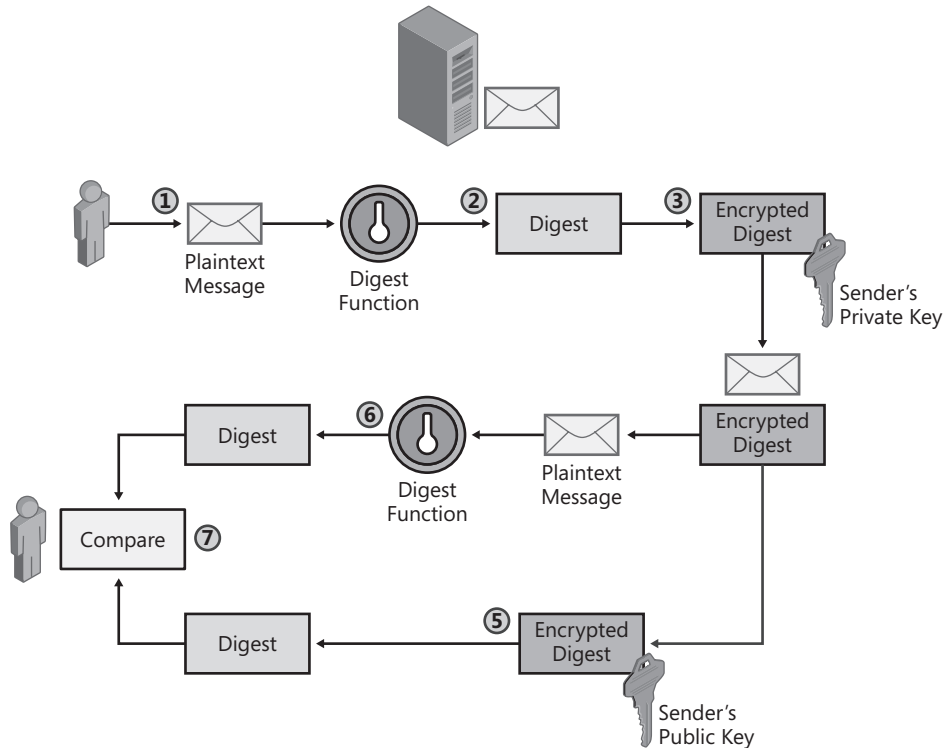 1
Plaintext
Message
Digest
Function
2
Digest
3
Encrypted
Digest
Sender's
Private Key
Encrypted
Digest
Plaintext
Message
6
Digest
Function
Digest
Compare
7
Digest
5
Encrypted
Digest
Sender's
Public Key